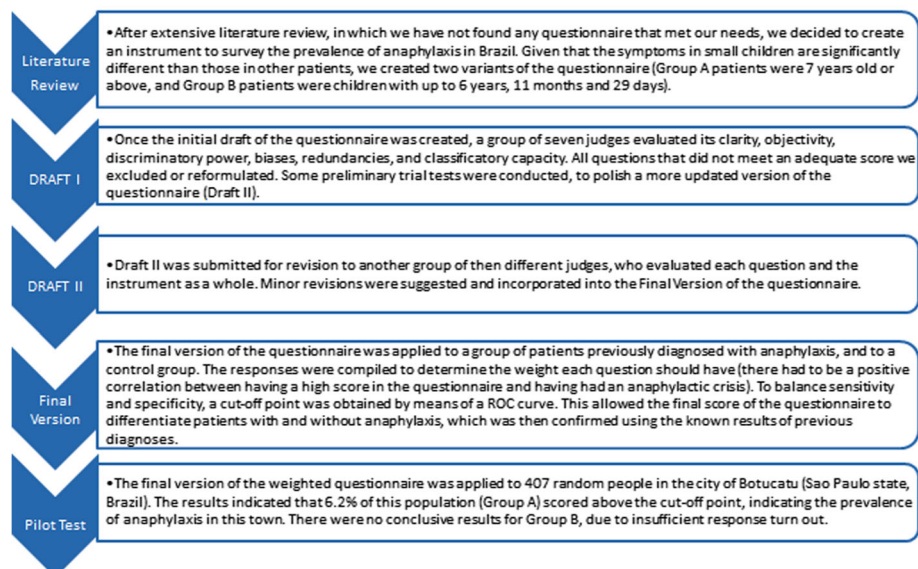 Literature
Review
•After extensive literature review, in which we have not found any questionnaire that met our needs, we decided to
create an instrument to survey the prevalence of anaphylaxis in Brazil. Given that the symptoms in small children are significantly
different than those in other patients, we created two variants of the questionnaire (Group A patients were 7 years old or
above, and Group B patients were children with up to 6 years, 11 months and 29 days).
DRAFT I
•Once the initial draft of the questionnaire was created, a group of seven judges evaluated its clarity, objectivity,
discriminatory power, biases, redundancies, and classificatory capacity. All questions that did not meet an adequate score we
excluded or reformulated. Some preliminary trial tests were conducted, to polish a more updated version of the
questionnaire (Draft II).
DRAFT II
•Draft II was submitted for revision to another group of then different judges, who evaluated each question and the
instrument as a whole. Minor revisions were suggested and incorporated into the Final Version of the questionnaire.
Final
Version
•The final version of the questionnaire was applied to a group of patients previously diagnosed with anaphylaxis, and to a
control group. The responses were compiled to determine the weight each question should have (there had to be a positive
correlation between having a high score in the questionnaire and having had an anaphylactic crisis). To balance sensitivity
and specificity, a cut-off point was obtained by means of a ROC curve. This allowed the final score of the questionnaire to
differentiate patients with and without anaphylaxis, which was then confirmed using the known results of previous
diagnoses.
Pilot Test
•The final version of the weighted questionnaire was applied to 407 random people in the city of Botucatu (Sao Paulo state,
Brazil). The results indicated that 6.2% of this population (Group A) scored above the cut-off point, indicating the prevalence
of anaphylaxis in this town. There were no conclusive results for Group B, due to insufficient response turn out.